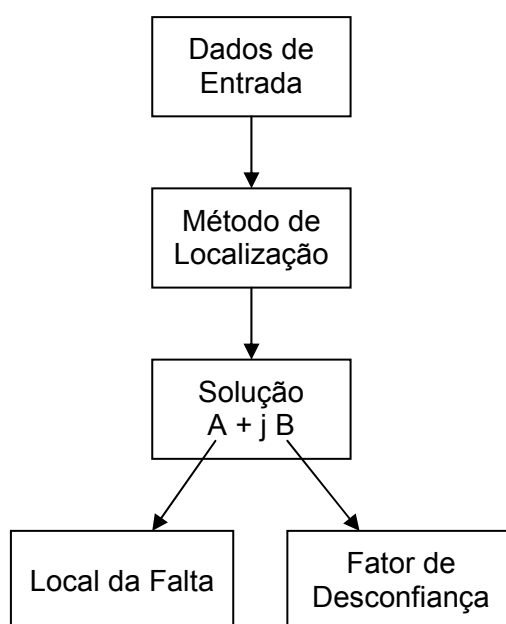 Dados de
Entrada
Método de
Localização
Solução
A + j B
Local da Falta
Fator de
Desconfiança